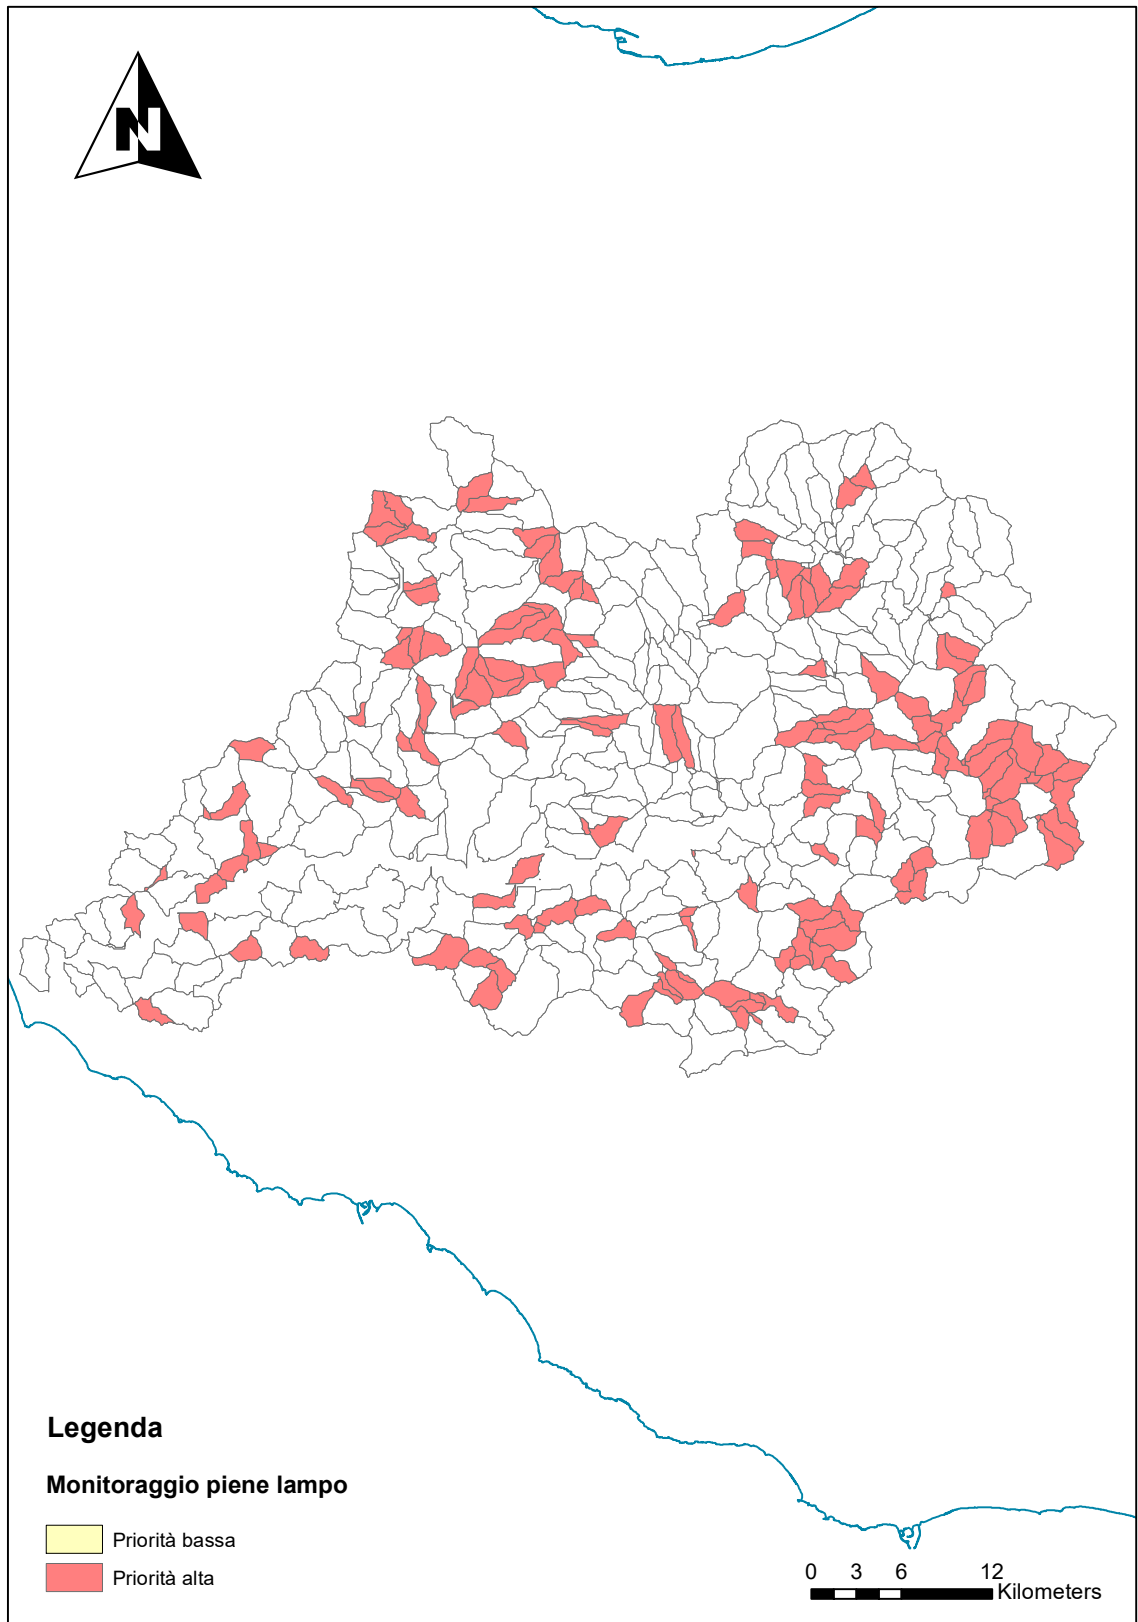 N
Legenda
Monitoraggio piene lampo
Priorità bassa
Priorità alta
0 3 6 12
Kilometers